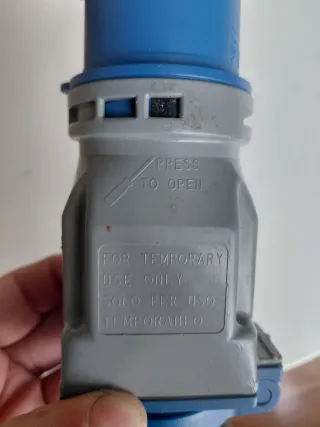 PRESS
TO OPEN
FOR TEMPORARY
USE ONLY
SOLO PER USO
TEMPORANEO